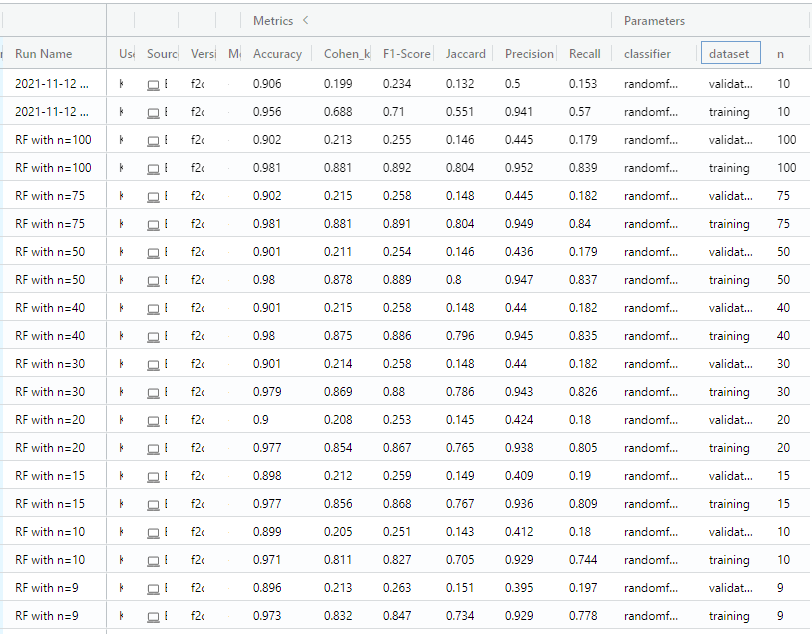 Metrics Parameters
Run Name Use Sourc Versi Mo Accuracy Cohen_k F1-Score Jaccard Precision Recall classifier dataset n
2021-11-12 ... f2c 0.906 0.199 0.234 0.132 0.5 0.153 randomf... validat... 10
2021-11-12 ... f2c 0.956 0.688 0.71 0.551 0.941 0.57 randomf... training 10
RF with n=100 f2c 0.902 0.213 0.255 0.146 0.445 0.179 randomf... validat... 100
RF with n=100 f2c 0.981 0.881 0.892 0.804 0.952 0.839 randomf... training 100
RF with n=75 f2c 0.902 0.215 0.258 0.148 0.445 0.182 randomf... validat... 75
RF with n=75 f2c 0.981 0.881 0.891 0.804 0.949 0.84 randomf... training 75
RF with n=50 f2c 0.901 0.211 0.254 0.146 0.436 0.179 randomf... validat... 50
RF with n=50 f2c 0.98 0.878 0.889 0.8 0.947 0.837 randomf... training 50
RF with n=40 f2c 0.901 0.215 0.258 0.148 0.44 0.182 randomf... validat... 40
RF with n=40 f2c 0.98 0.875 0.886 0.796 0.945 0.835 randomf... training 40
RF with n=30 f2c 0.901 0.214 0.258 0.148 0.44 0.182 randomf... validat... 30
RF with n=30 f2c 0.979 0.869 0.88 0.786 0.943 0.826 randomf... training 30
RF with n=20 f2c 0.9 0.208 0.253 0.145 0.424 0.18 randomf... validat... 20
RF with n=20 f2c 0.977 0.854 0.867 0.765 0.938 0.805 randomf... training 20
RF with n=15 f2c 0.898 0.212 0.259 0.149 0.409 0.19 randomf... validat... 15
RF with n=15 f2c 0.977 0.856 0.868 0.767 0.936 0.809 randomf... training 15
RF with n=10 f2c 0.899 0.205 0.251 0.143 0.412 0.18 randomf... validat... 10
RF with n=10 f2c 0.971 0.811 0.827 0.705 0.929 0.744 randomf... training 10
RF with n=9 f2c 0.896 0.213 0.263 0.151 0.395 0.197 randomf... validat... 9
RF with n=9 f2c 0.973 0.832 0.847 0.734 0.929 0.778 randomf... training 9